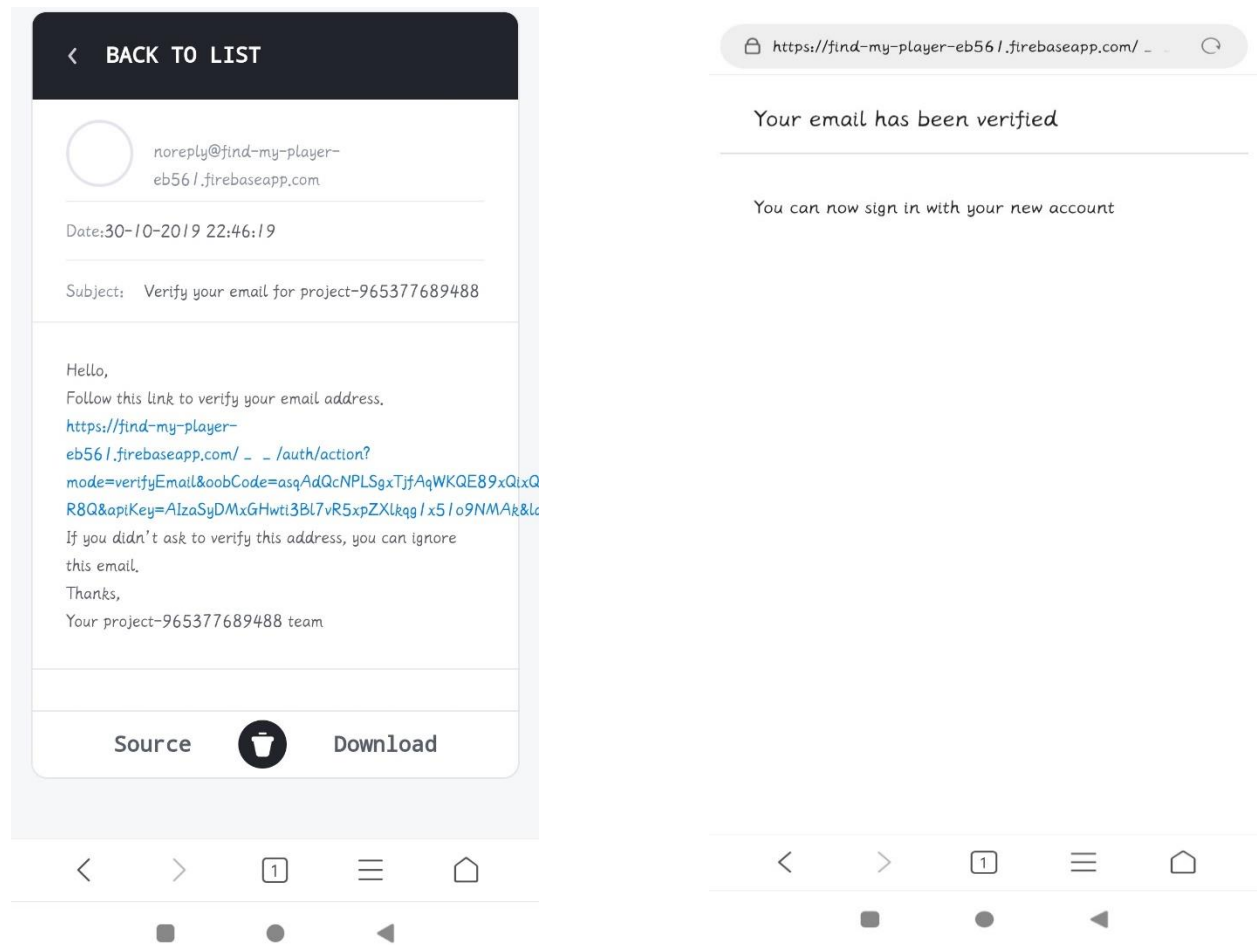 BACK TO LIST
noreply@find-my-player-
eb561.firebaseapp.com
Date:30-10-2019 22:46:19
Subject: Verify your email for project-965377689488
Hello,
Follow this link to verify your email address.
https://find-my-player-
eb561.firebaseapp.com/_ _/auth/action?
mode=verifyEmail&oobCode=asqAdQcNPLSgxTjfAqWKQE89xQixQ
R8Q&apiKey=AIzaSyDMxGHwti3Bl7vR5xpZXlkqg1x51o9NMAk&la
If you didn't ask to verify this address, you can ignore
this email.
Thanks,
Your project-965377689488 team
Source Download
1
https://find-my-player-eb561.firebaseapp.com/_ _
Your email has been verified
You can now sign in with your new account
1